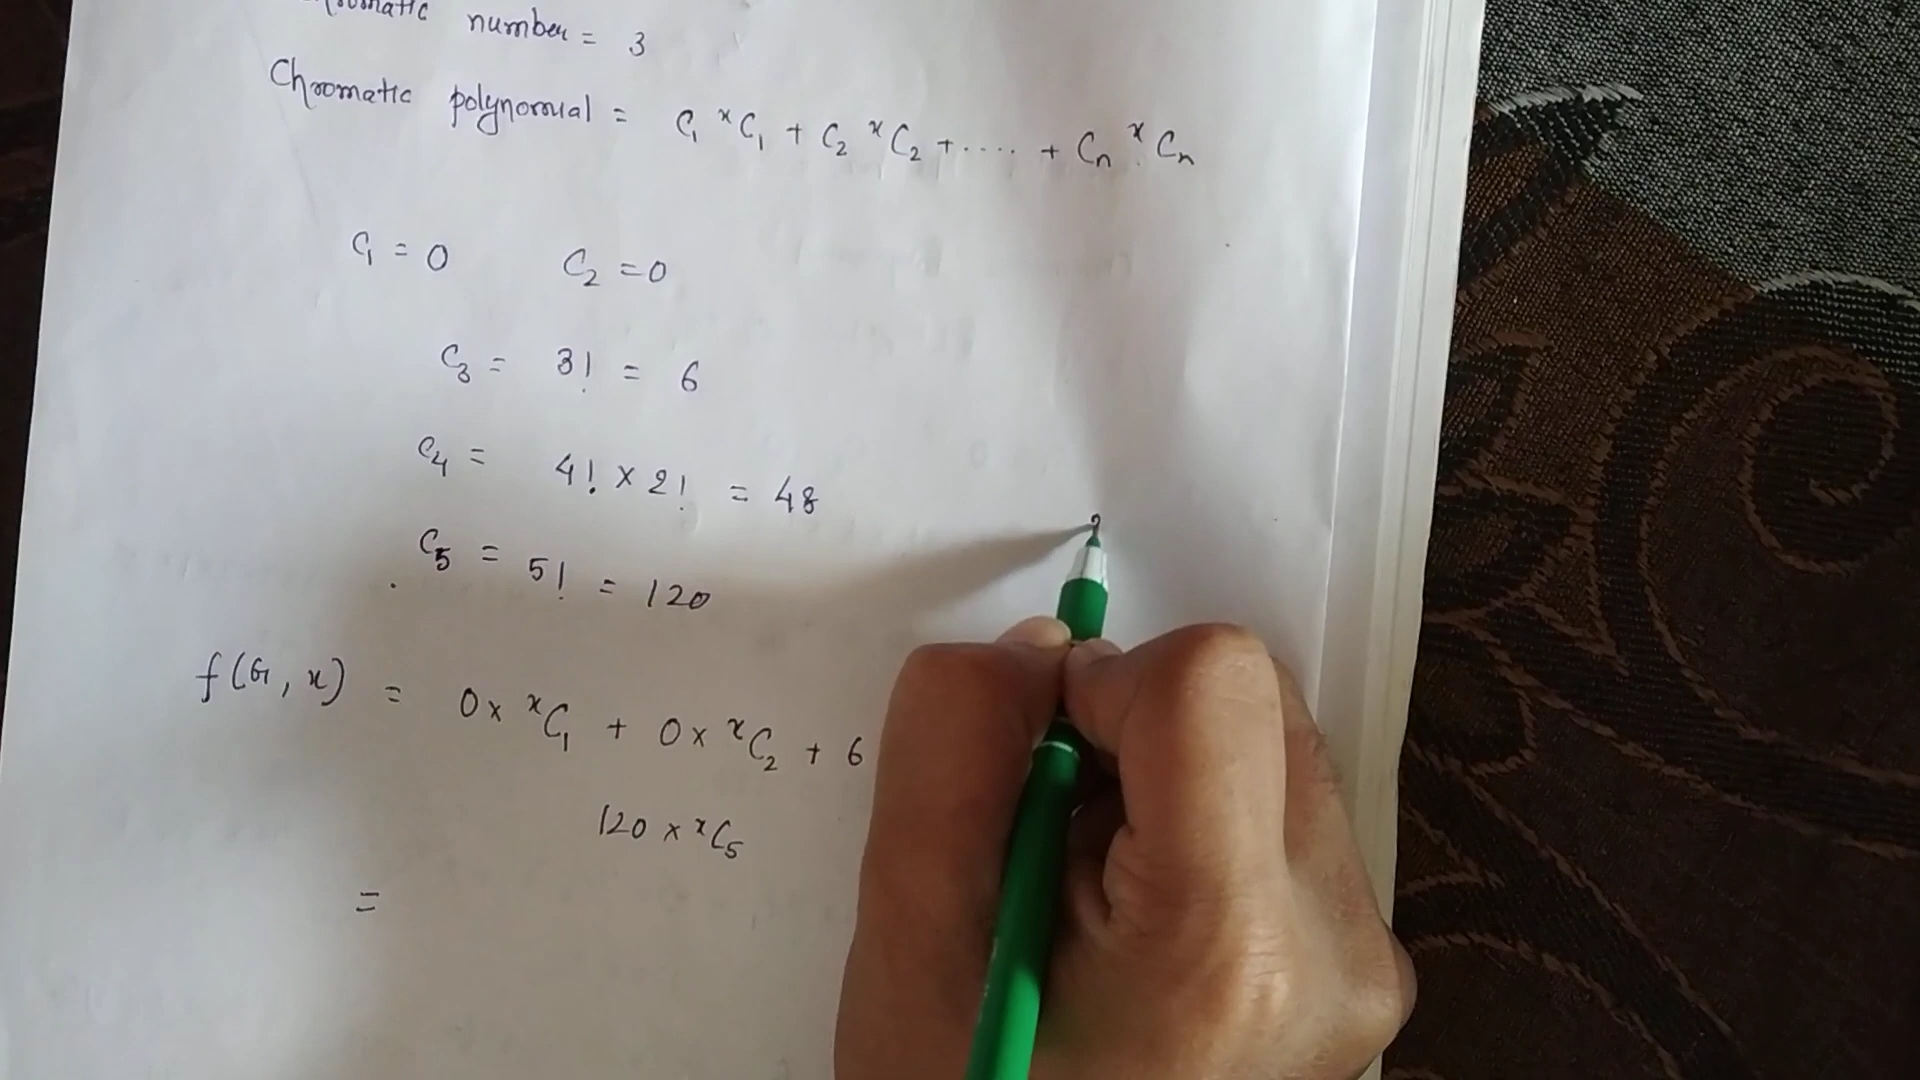 number = 3
Chromatic polynomial = C₁ ˣC₁ + C₂ ˣC₂ + .... + Cₙ ˣCₙ
C₁ = 0 C₂ = 0
C₃ = 3! = 6
C₄ = 4! × 2! = 48
C₅ = 5! = 120
f(G, x) = 0× ˣC₁ + 0× ˣC₂ + 6
120 × ˣC₅
=